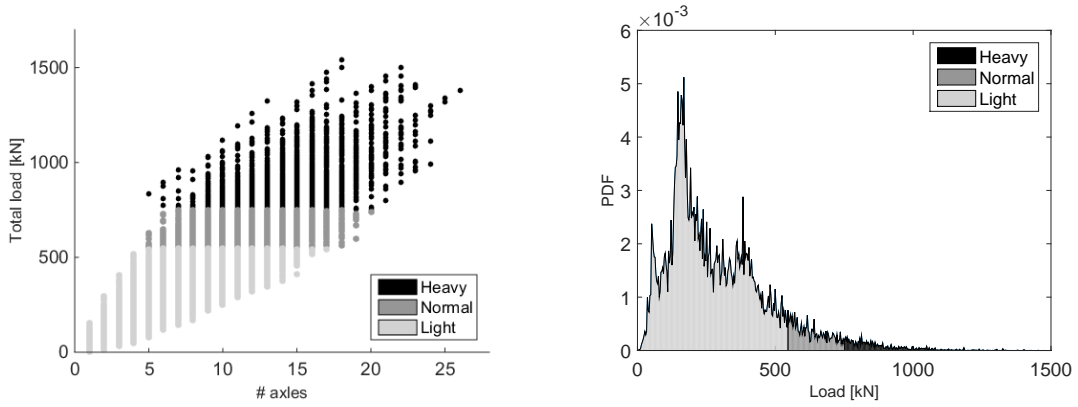 Total load [kN]
1500
1000
500
0
0 5 10 15 20 25
# axles
Heavy
Normal
Light
×10⁻³
PDF
6
5
4
3
2
1
0
0 500 1000 1500
Load [kN]
Heavy
Normal
Light